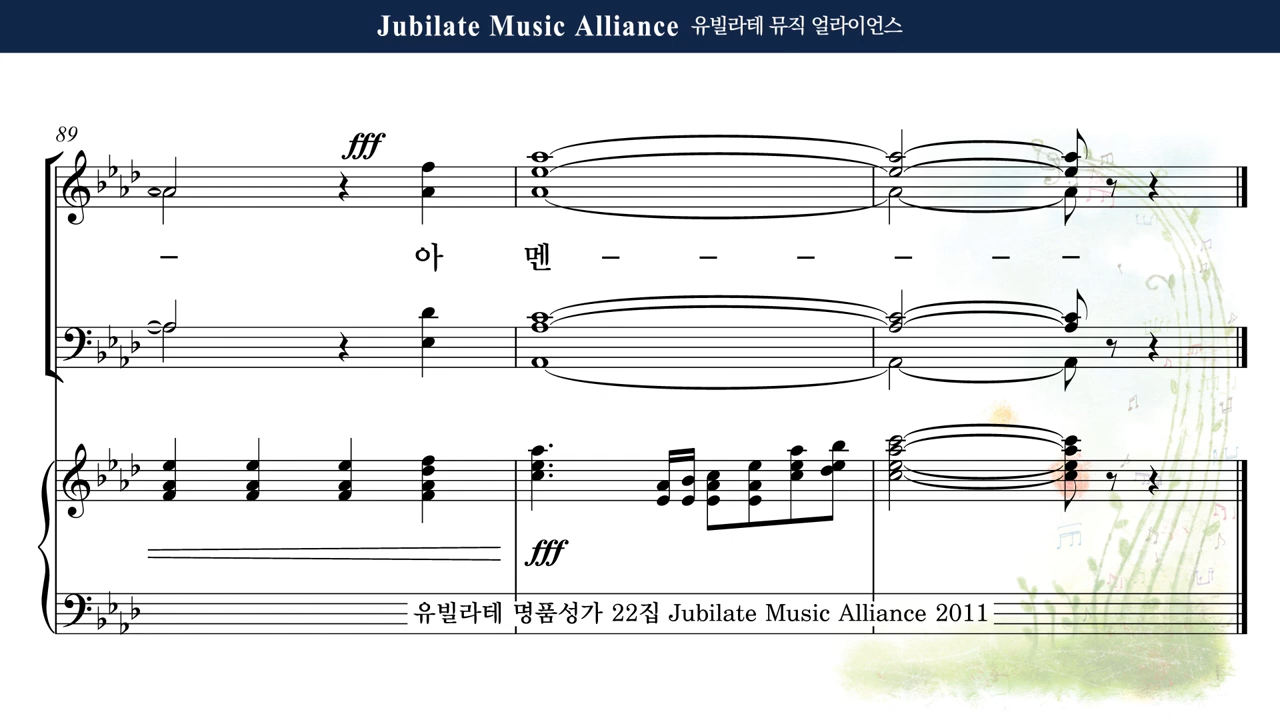 Jubilate Music Alliance 유빌라테 뮤직 얼라이언스
89
fff
- 아 멘 - - - - - -
fff
유빌라테 명품성가 22집 Jubilate Music Alliance 2011